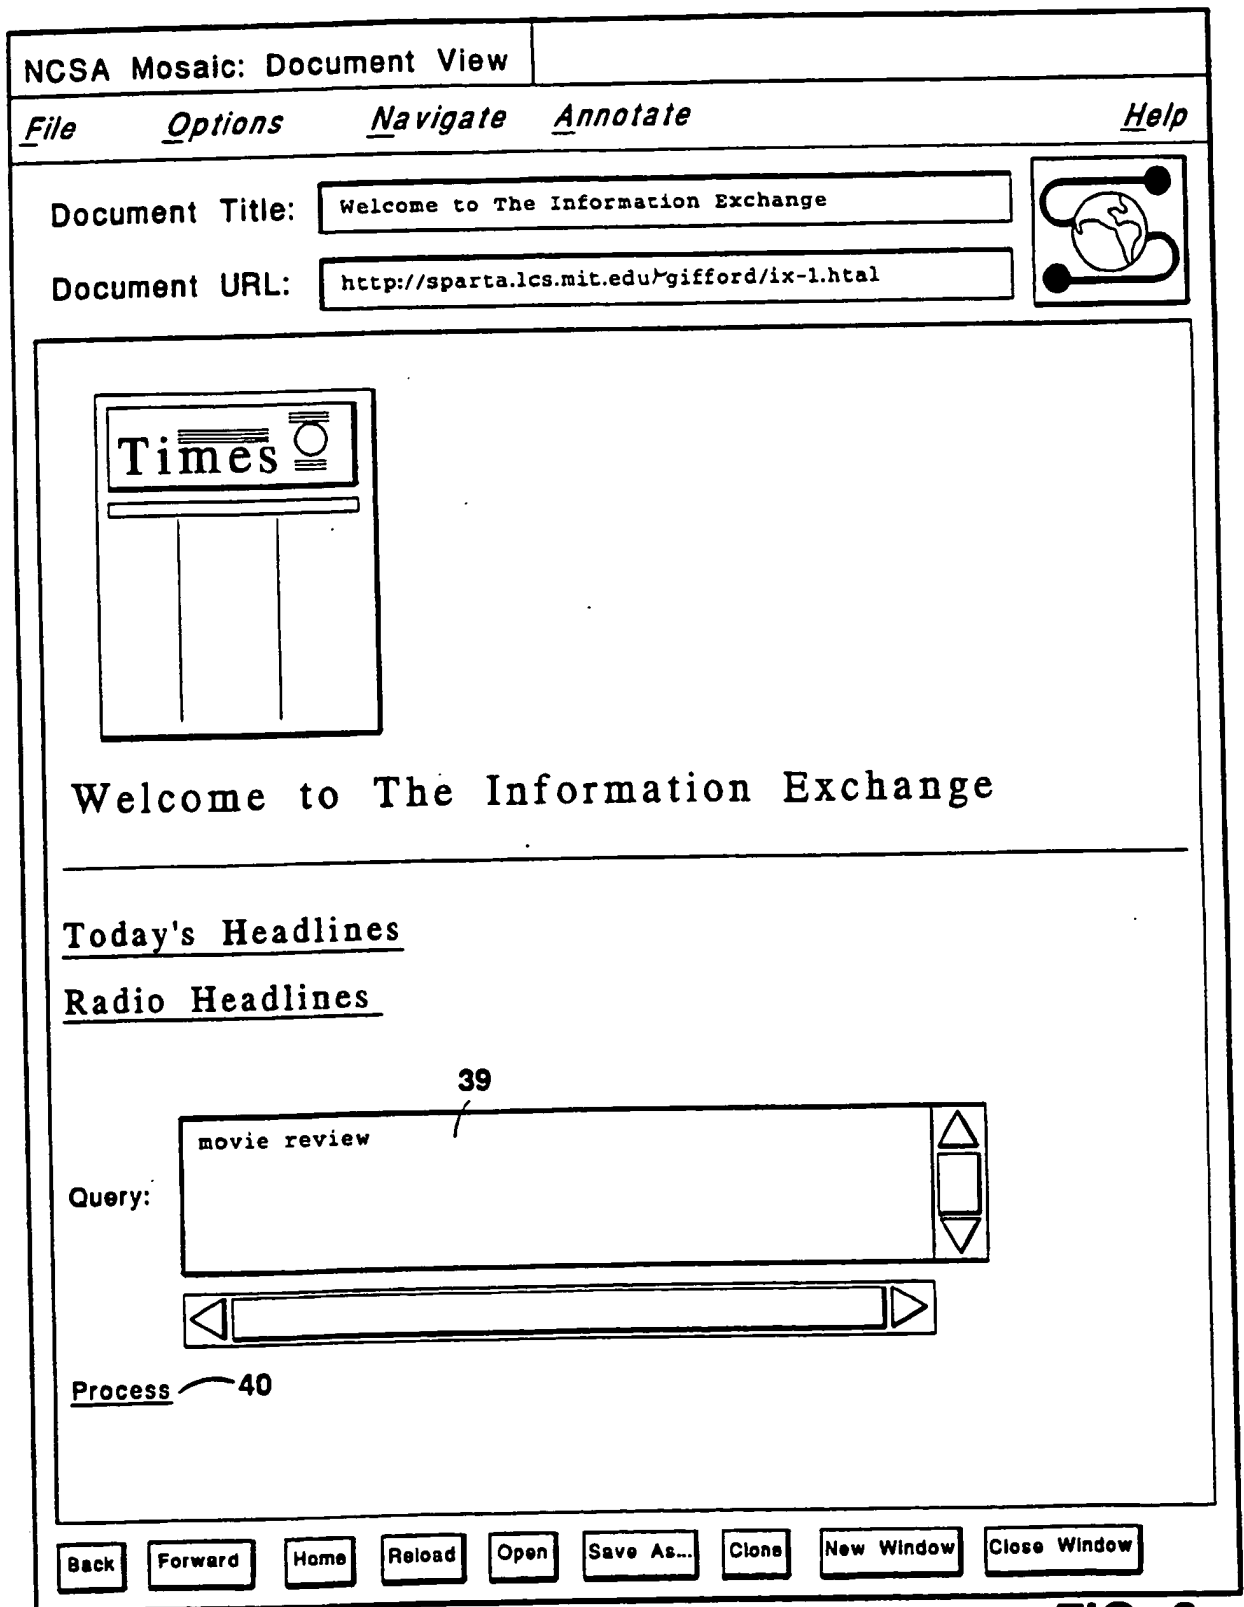 NCSA Mosaic: Document View
File Options Navigate Annotate Help
Document Title: Welcome to The Information Exchange
Document URL: http://sparta.lcs.mit.edu/~gifford/ix-1.htal
Times
Welcome to The Information Exchange
Today's Headlines
Radio Headlines
39
movie review
Query:
Process 40
Back Forward Home Reload Open Save As... Clone New Window Close Window